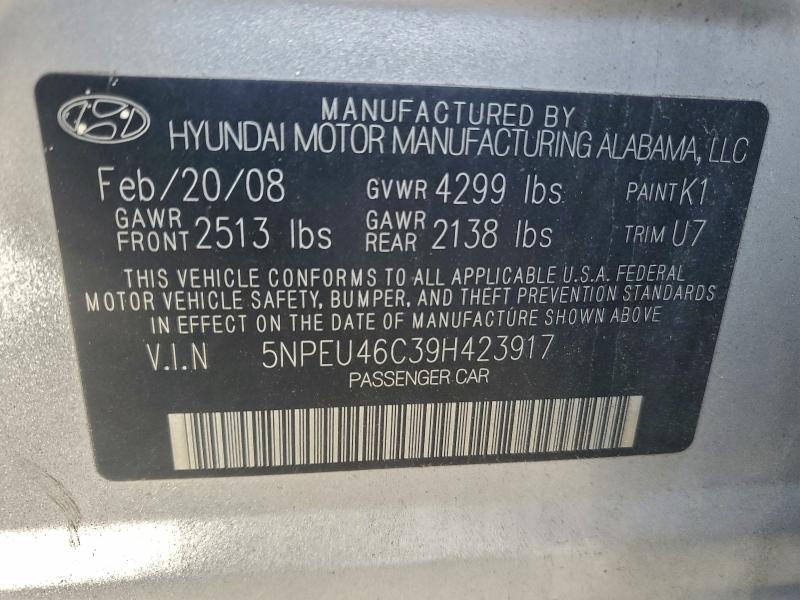 MANUFACTURED BY
HYUNDAI MOTOR MANUFACTURING ALABAMA, LLC
Feb/20/08 GVWR 4299 lbs PAINT K1
GAWR FRONT 2513 lbs GAWR REAR 2138 lbs TRIM U7
THIS VEHICLE CONFORMS TO ALL APPLICABLE U.S.A. FEDERAL
MOTOR VEHICLE SAFETY, BUMPER, AND THEFT PREVENTION STANDARDS
IN EFFECT ON THE DATE OF MANUFACTURE SHOWN ABOVE
V.I.N 5NPEU46C39H423917
PASSENGER CAR